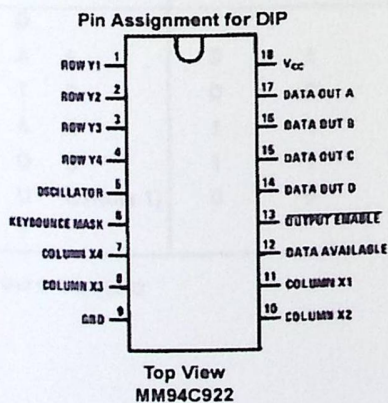 Pin Assignment for DIP
ROW Y1 1
ROW Y2 2
ROW Y3 3
ROW Y4 4
OSCILLATOR 5
KEYBOUNCE MASK 6
COLUMN X4 7
COLUMN X3 8
GND 9
18 VCC
17 DATA OUT A
16 DATA OUT B
15 DATA OUT C
14 DATA OUT D
13 OUTPUT ENABLE
12 DATA AVAILABLE
11 COLUMN X1
10 COLUMN X2
Top View
MM94C922